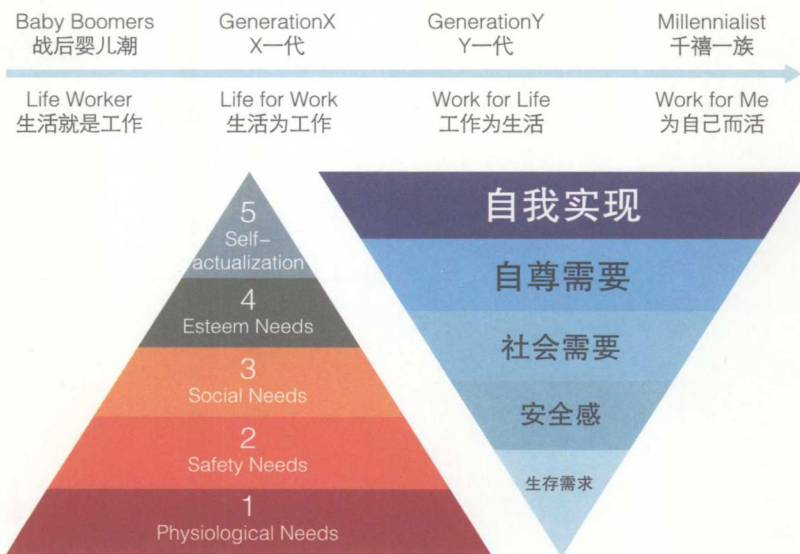 Baby Boomers
战后婴儿潮
GenerationX
X一代
GenerationY
Y一代
Millennialist
千禧一族
Life Worker
生活就是工作
Life for Work
生活为工作
Work for Life
工作为生活
Work for Me
为自己而活
5
Self-
actualization
4
Esteem Needs
3
Social Needs
2
Safety Needs
1
Physiological Needs
自我实现
自尊需要
社会需要
安全感
生存需求